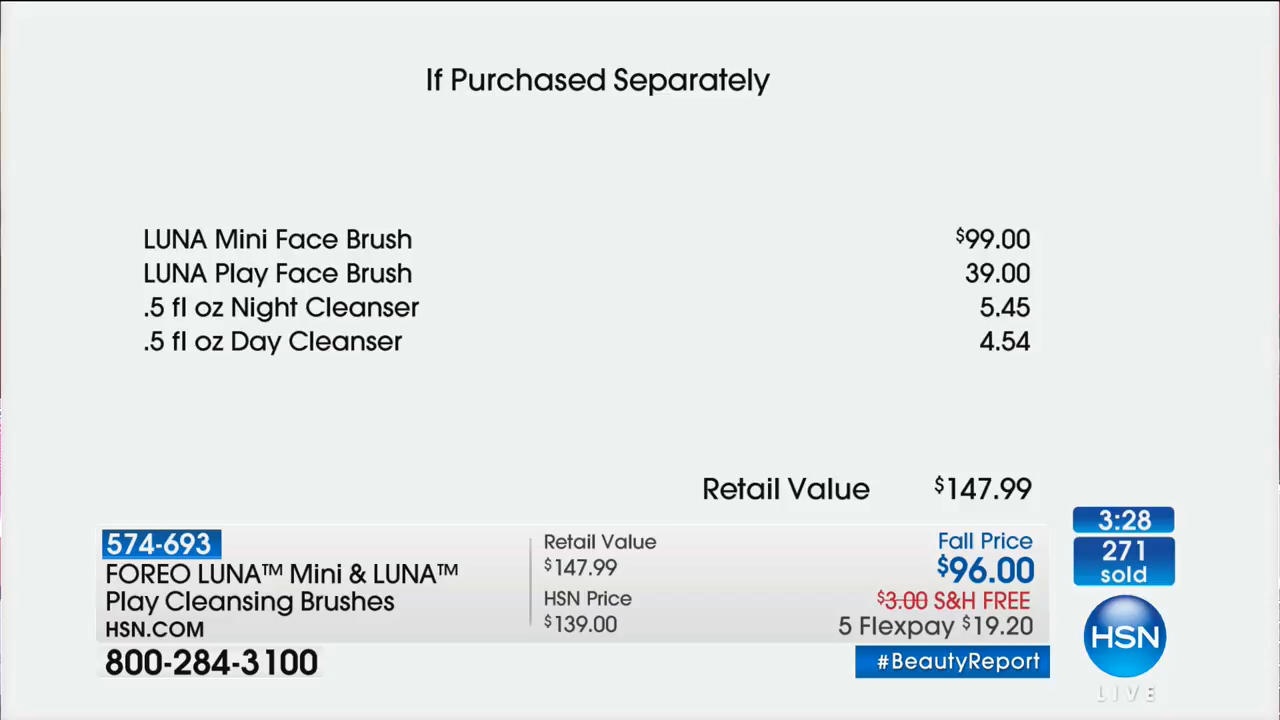 If Purchased Separately
LUNA Mini Face Brush $99.00
LUNA Play Face Brush 39.00
.5 fl oz Night Cleanser 5.45
.5 fl oz Day Cleanser 4.54
Retail Value $147.99
574-693
FOREO LUNA™ Mini & LUNA™
Play Cleansing Brushes
HSN.COM
800-284-3100
Retail Value
$147.99
HSN Price
$139.00
Fall Price
$96.00
$3.00 S&H FREE
5 Flexpay $19.20
#BeautyReport
3:28
271
sold
HSN
LIVE